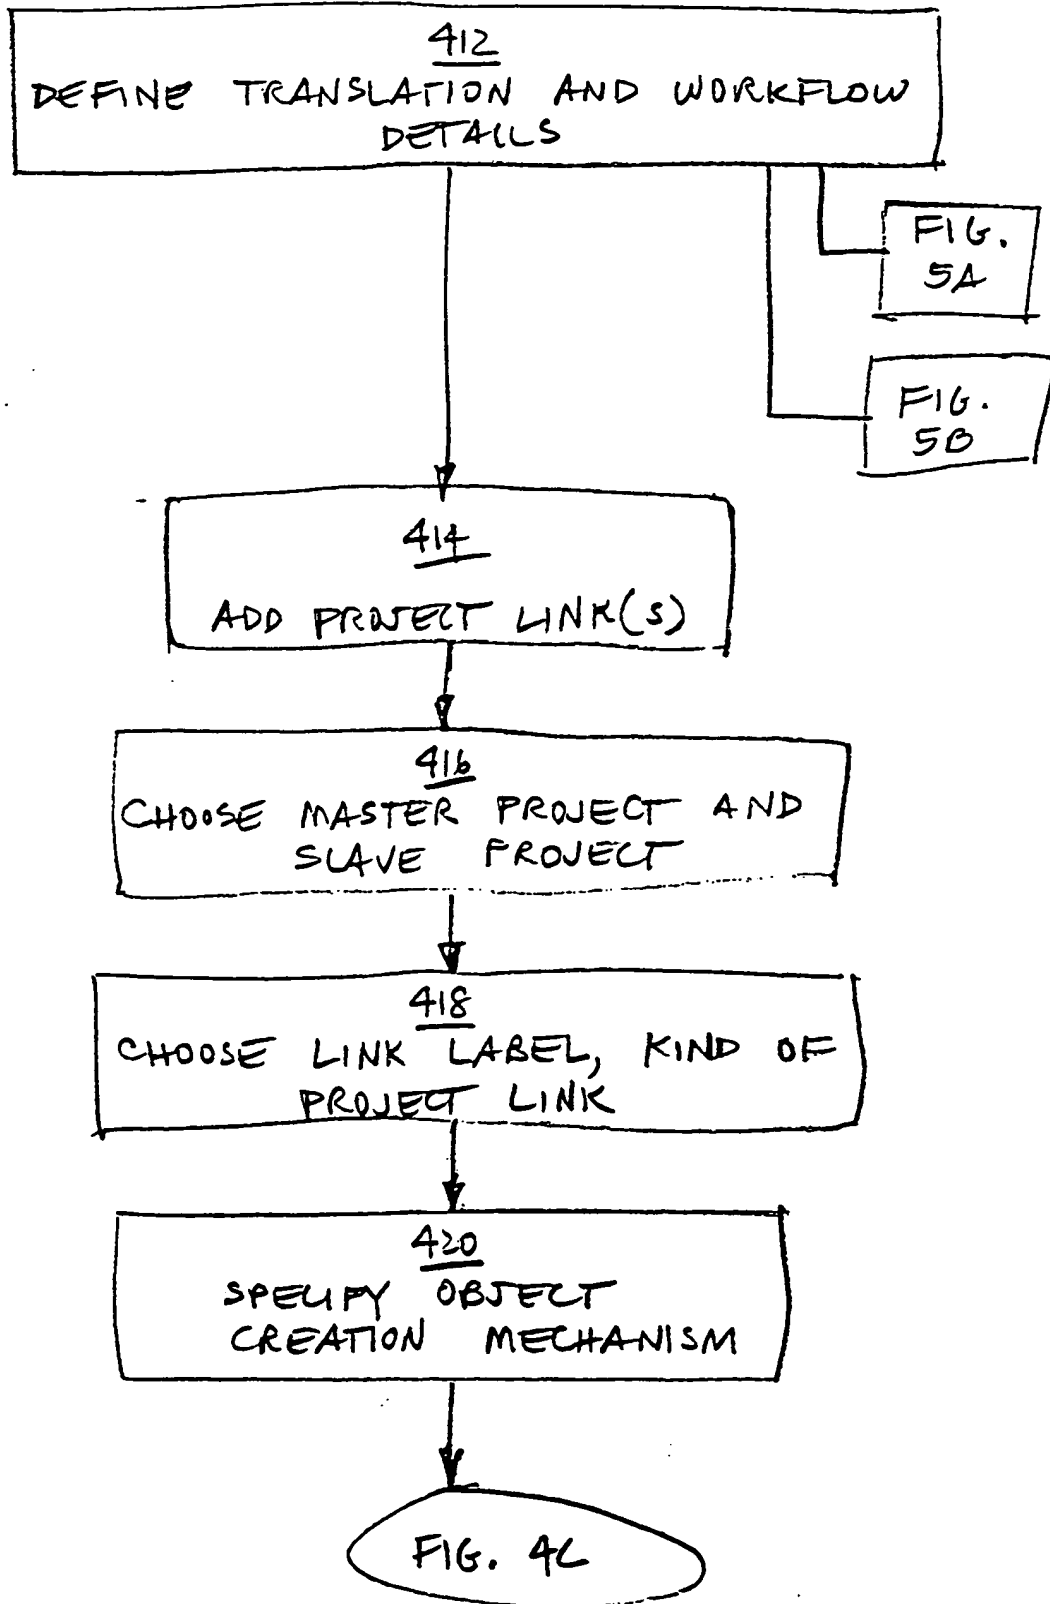 412
DEFINE TRANSLATION AND WORKFLOW
DETAILS
FIG.
5A
FIG.
5B
414
ADD PROJECT LINK(S)
416
CHOOSE MASTER PROJECT AND
SLAVE PROJECT
418
CHOOSE LINK LABEL, KIND OF
PROJECT LINK
420
SPECIFY OBJECT
CREATION MECHANISM
FIG. 4C